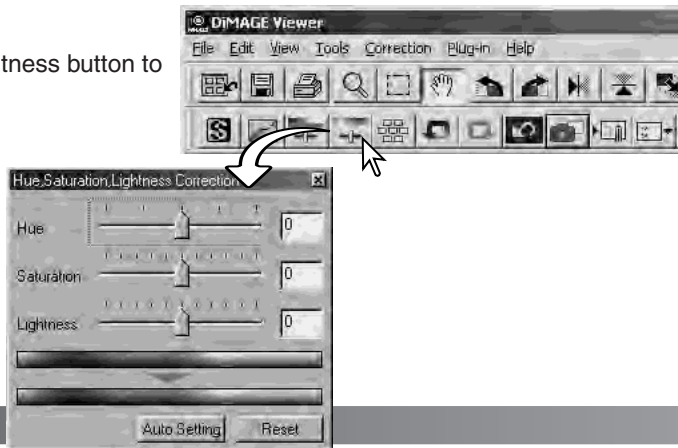 DiMAGE Viewer
File Edit View Tools Correction Plug-in Help
tness button to
S
Hue,Saturation,Lightness Correction
Hue 0
Saturation 0
Lightness 0
Auto Setting Reset